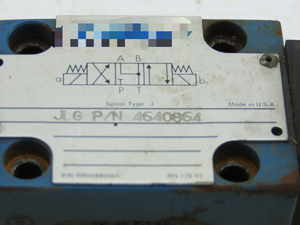 A B
a b
P T
Spool Type J Made in U.S.A
JLG P/N 4640864